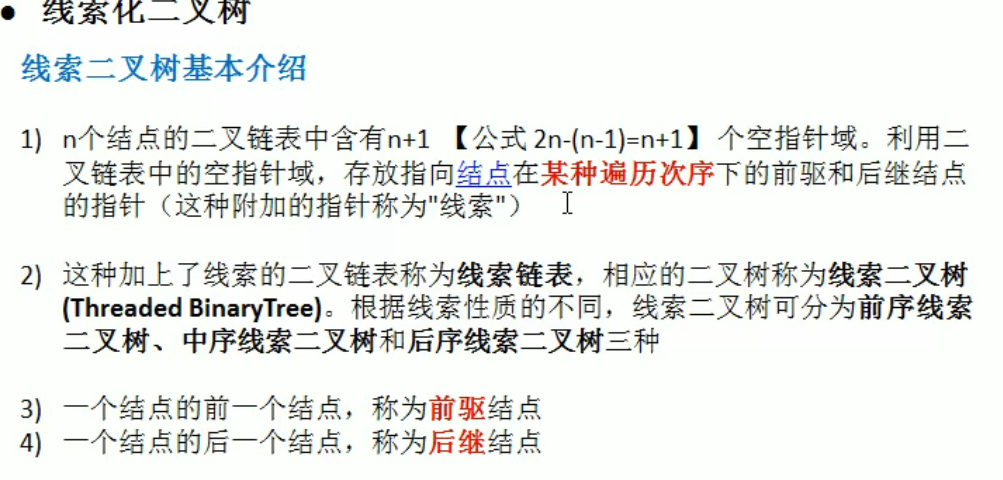 ● 线索化二叉树
线索二叉树基本介绍
1) n个结点的二叉链表中含有n+1 【公式 2n-(n-1)=n+1】 个空指针域。利用二
叉链表中的空指针域，存放指向结点在某种遍历次序下的前驱和后继结点
的指针（这种附加的指针称为"线索"）
2) 这种加上了线索的二叉链表称为线索链表，相应的二叉树称为线索二叉树
(Threaded BinaryTree)。根据线索性质的不同，线索二叉树可分为前序线索
二叉树、中序线索二叉树和后序线索二叉树三种
3) 一个结点的前一个结点，称为前驱结点
4) 一个结点的后一个结点，称为后继结点